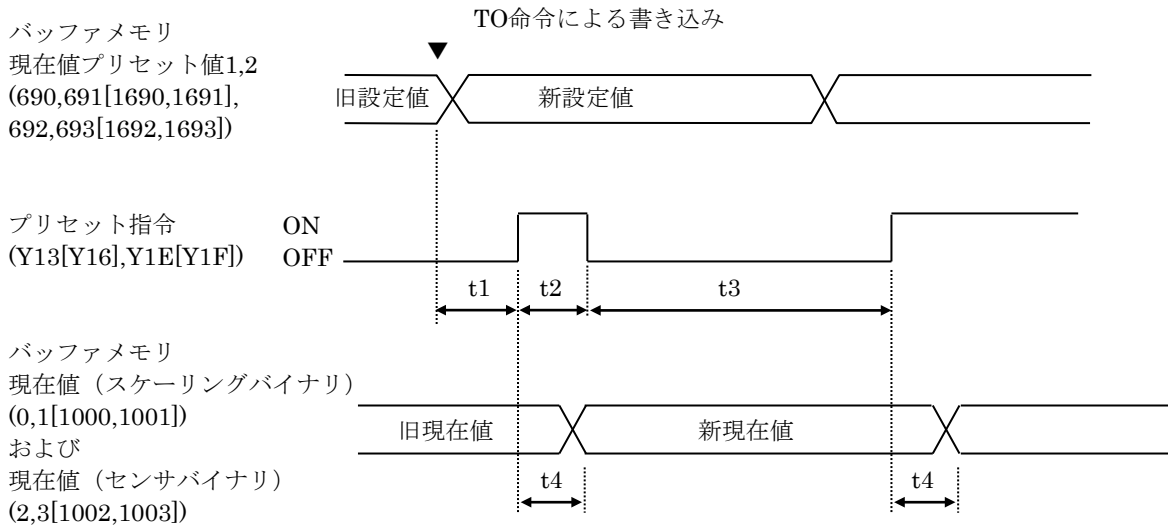 TO命令による書き込み
バッファメモリ
現在値プリセット値1,2
(690,691[1690,1691],
692,693[1692,1693])
旧設定値
新設定値
プリセット指令
(Y13[Y16],Y1E[Y1F])
ON
OFF
t1
t2
t3
バッファメモリ
現在値（スケーリングバイナリ）
(0,1[1000,1001])
および
現在値（センサバイナリ）
(2,3[1002,1003])
旧現在値
新現在値
t4
t4